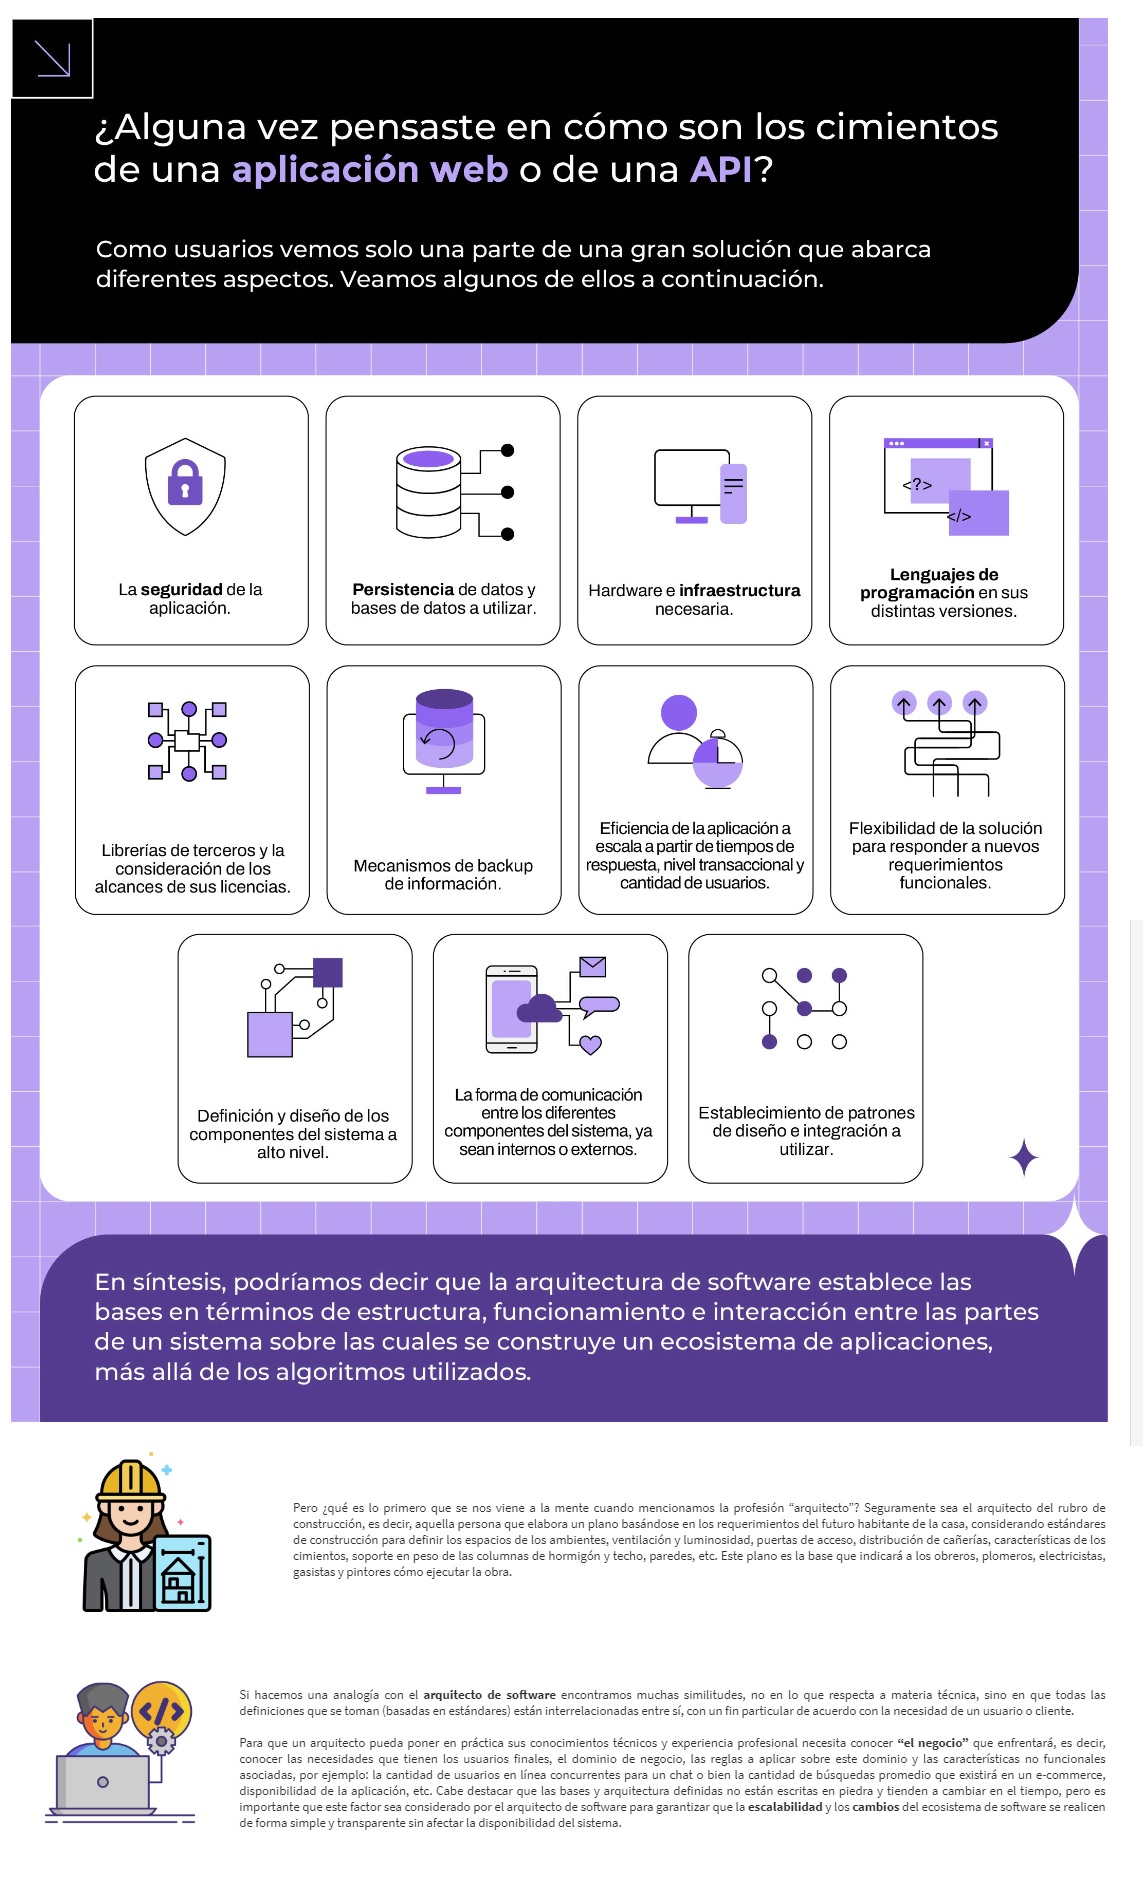 ¿Alguna vez pensaste en cómo son los cimientos
de una aplicación web o de una API?
Como usuarios vemos solo una parte de una gran solución que abarca
diferentes aspectos. Veamos algunos de ellos a continuación.
La seguridad de la
aplicación.
Persistencia de datos y
bases de datos a utilizar.
Hardware e infraestructura
necesaria.
<?>
</>
Lenguajes de
programación en sus
distintas versiones.
Librerías de terceros y la
consideración de los
alcances de sus licencias.
Mecanismos de backup
de información.
Eficiencia de la aplicación a
escala a partir de tiempos de
respuesta, nivel transaccional y
cantidad de usuarios.
Flexibilidad de la solución
para responder a nuevos
requerimientos
funcionales.
Definición y diseño de los
componentes del sistema a
alto nivel.
La forma de comunicación
entre los diferentes
componentes del sistema, ya
sean internos o externos.
Establecimiento de patrones
de diseño e integración a
utilizar.
En síntesis, podríamos decir que la arquitectura de software establece las
bases en términos de estructura, funcionamiento e interacción entre las partes
de un sistema sobre las cuales se construye un ecosistema de aplicaciones,
más allá de los algoritmos utilizados.
Pero ¿qué es lo primero que se nos viene a la mente cuando mencionamos la profesión “arquitecto”? Seguramente sea el arquitecto del rubro de
construcción, es decir, aquella persona que elabora un plano basándose en los requerimientos del futuro habitante de la casa, considerando estándares
de construcción para definir los espacios de los ambientes, ventilación y luminosidad, puertas de acceso, distribución de cañerías, características de los
cimientos, soporte en peso de las columnas de hormigón y techo, paredes, etc. Este plano es la base que indicará a los obreros, plomeros, electricistas,
gasistas y pintores cómo ejecutar la obra.
</>
Si hacemos una analogía con el arquitecto de software encontramos muchas similitudes, no en lo que respecta a materia técnica, sino en que todas las
definiciones que se toman (basadas en estándares) están interrelacionadas entre sí, con un fin particular de acuerdo con la necesidad de un usuario o cliente.
Para que un arquitecto pueda poner en práctica sus conocimientos técnicos y experiencia profesional necesita conocer “el negocio” que enfrentará, es decir,
conocer las necesidades que tienen los usuarios finales, el dominio de negocio, las reglas a aplicar sobre este dominio y las características no funcionales
asociadas, por ejemplo: la cantidad de usuarios en línea concurrentes para un chat o bien la cantidad de búsquedas promedio que existirá en un e-commerce,
disponibilidad de la aplicación, etc. Cabe destacar que las bases y arquitectura definidas no están escritas en piedra y tienden a cambiar en el tiempo, pero es
importante que este factor sea considerado por el arquitecto de software para garantizar que la escalabilidad y los cambios del ecosistema de software se realicen
de forma simple y transparente sin afectar la disponibilidad del sistema.